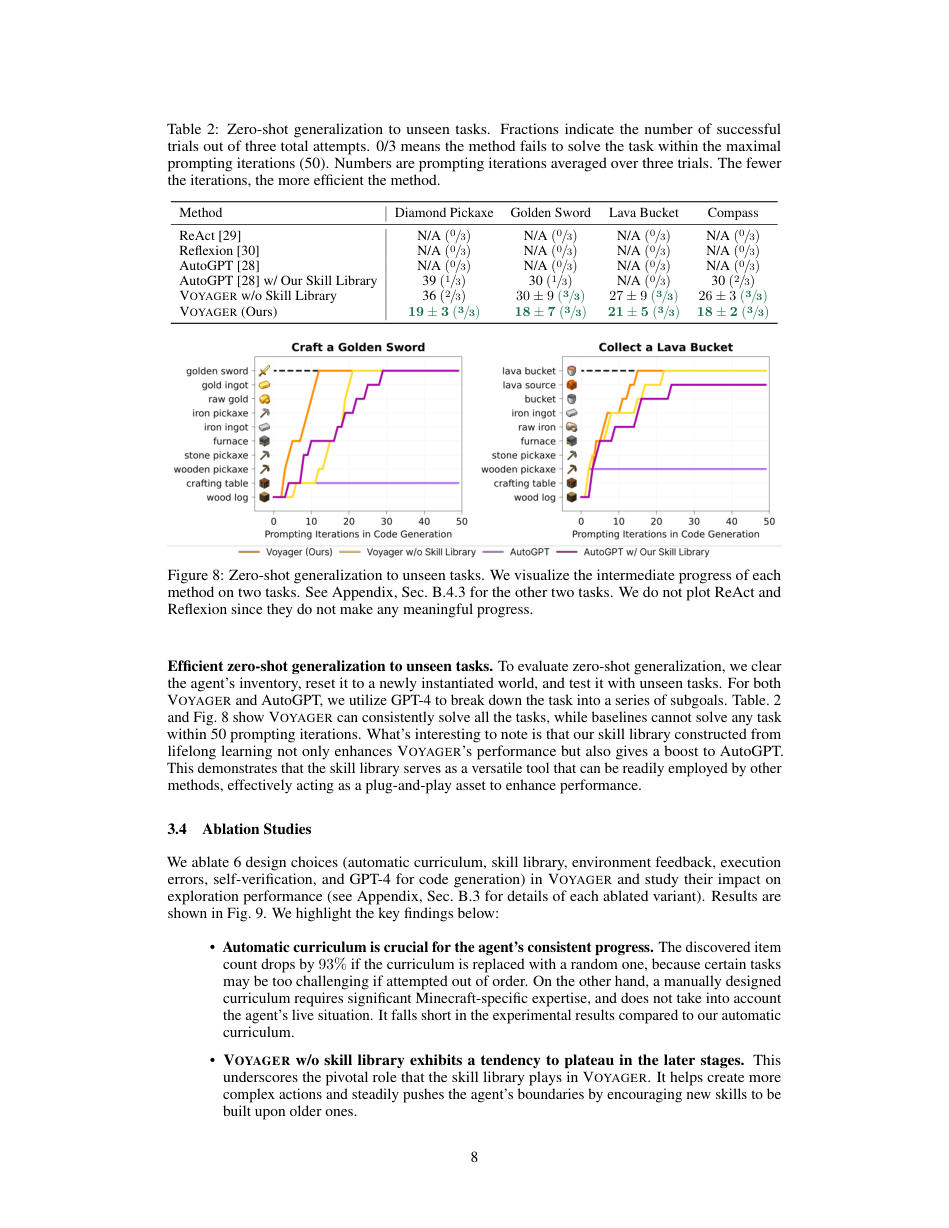 Table 2: Zero-shot generalization to unseen tasks. Fractions indicate the number of successful
trials out of three total attempts. 0/3 means the method fails to solve the task within the maximal
prompting iterations (50). Numbers are prompting iterations averaged over three trials. The fewer
the iterations, the more efficient the method.
Method Diamond Pickaxe Golden Sword Lava Bucket Compass
ReAct [29] N/A (0/3) N/A (0/3) N/A (0/3) N/A (0/3)
Reflexion [30] N/A (0/3) N/A (0/3) N/A (0/3) N/A (0/3)
AutoGPT [28] N/A (0/3) N/A (0/3) N/A (0/3) N/A (0/3)
AutoGPT [28] w/ Our Skill Library 39 (1/3) 30 (1/3) N/A (0/3) 30 (2/3)
VOYAGER w/o Skill Library 36 (2/3) 30 ± 9 (3/3) 27 ± 9 (3/3) 26 ± 3 (3/3)
VOYAGER (Ours) 19 ± 3 (3/3) 18 ± 7 (3/3) 21 ± 5 (3/3) 18 ± 2 (3/3)
Craft a Golden Sword
golden sword
gold ingot
raw gold
iron pickaxe
iron ingot
furnace
stone pickaxe
wooden pickaxe
crafting table
wood log
0 10 20 30 40 50
Prompting Iterations in Code Generation
Collect a Lava Bucket
lava bucket
lava source
bucket
iron ingot
raw iron
furnace
stone pickaxe
wooden pickaxe
crafting table
wood log
0 10 20 30 40 50
Prompting Iterations in Code Generation
Voyager (Ours) Voyager w/o Skill Library AutoGPT AutoGPT w/ Our Skill Library
Figure 8: Zero-shot generalization to unseen tasks. We visualize the intermediate progress of each
method on two tasks. See Appendix, Sec. B.4.3 for the other two tasks. We do not plot ReAct and
Reflexion since they do not make any meaningful progress.
Efficient zero-shot generalization to unseen tasks. To evaluate zero-shot generalization, we clear
the agent's inventory, reset it to a newly instantiated world, and test it with unseen tasks. For both
VOYAGER and AutoGPT, we utilize GPT-4 to break down the task into a series of subgoals. Table. 2
and Fig. 8 show VOYAGER can consistently solve all the tasks, while baselines cannot solve any task
within 50 prompting iterations. What's interesting to note is that our skill library constructed from
lifelong learning not only enhances VOYAGER's performance but also gives a boost to AutoGPT.
This demonstrates that the skill library serves as a versatile tool that can be readily employed by other
methods, effectively acting as a plug-and-play asset to enhance performance.
3.4 Ablation Studies
We ablate 6 design choices (automatic curriculum, skill library, environment feedback, execution
errors, self-verification, and GPT-4 for code generation) in VOYAGER and study their impact on
exploration performance (see Appendix, Sec. B.3 for details of each ablated variant). Results are
shown in Fig. 9. We highlight the key findings below:
• Automatic curriculum is crucial for the agent's consistent progress. The discovered item
count drops by 93% if the curriculum is replaced with a random one, because certain tasks
may be too challenging if attempted out of order. On the other hand, a manually designed
curriculum requires significant Minecraft-specific expertise, and does not take into account
the agent's live situation. It falls short in the experimental results compared to our automatic
curriculum.
• VOYAGER w/o skill library exhibits a tendency to plateau in the later stages. This
underscores the pivotal role that the skill library plays in VOYAGER. It helps create more
complex actions and steadily pushes the agent's boundaries by encouraging new skills to be
built upon older ones.
8